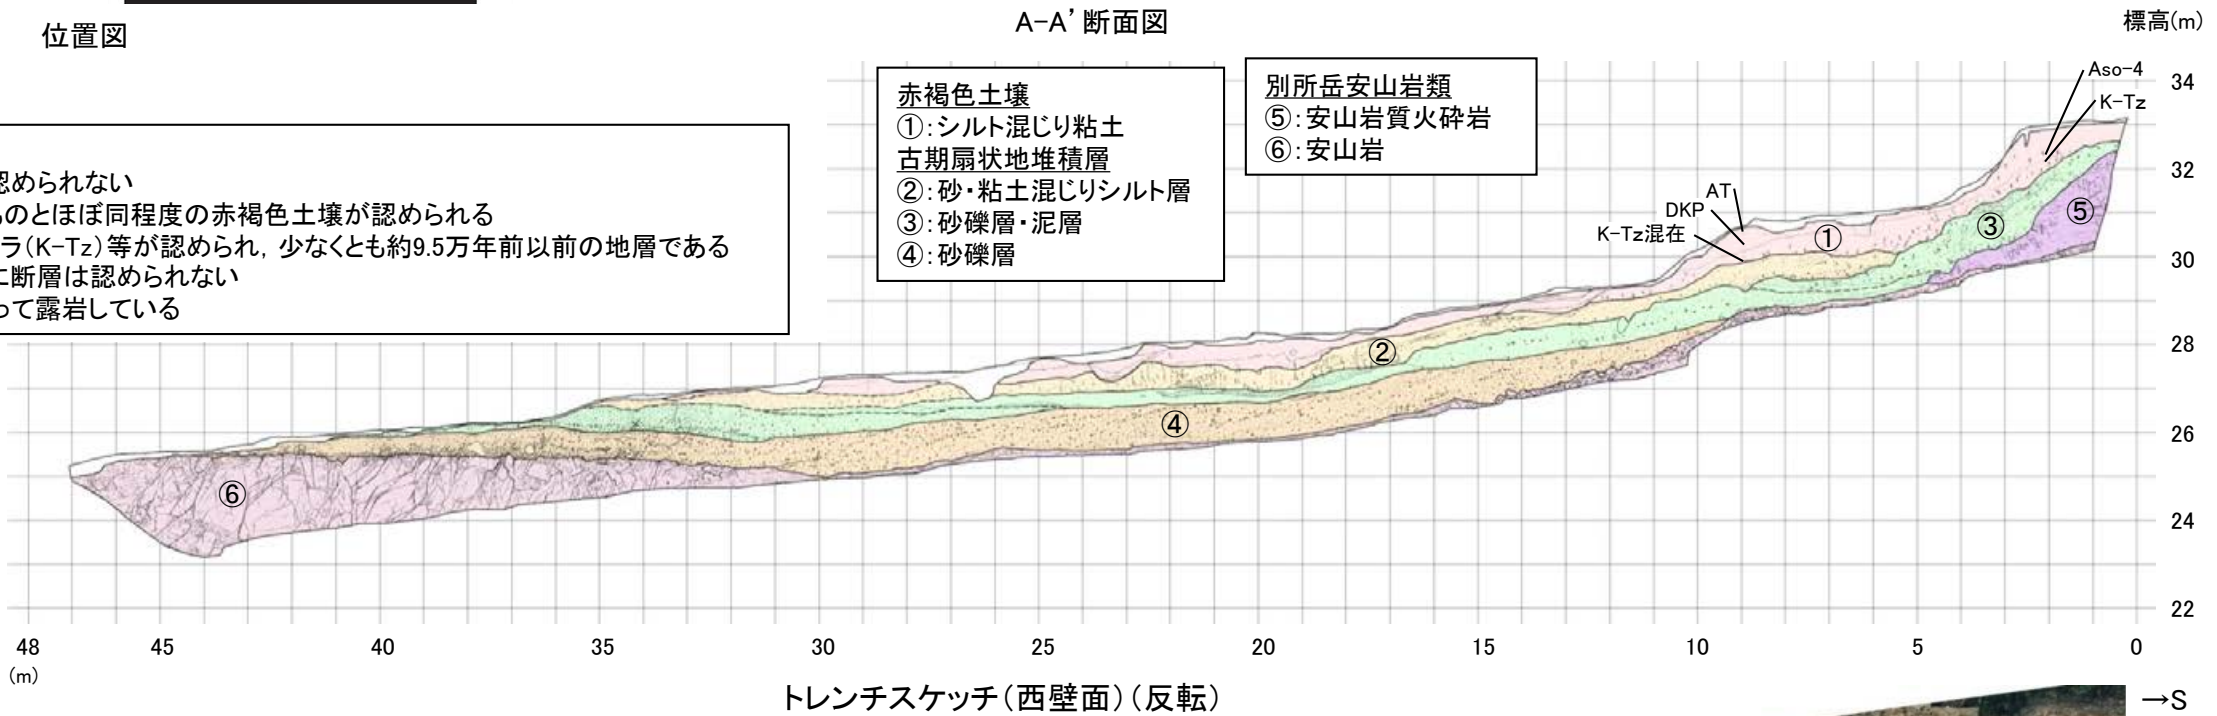 位置図
A-A’断面図
標高(m)
認められない
ものとほぼ同程度の赤褐色土壌が認められる
ラ(K-Tz)等が認められ，少なくとも約9.5万年前以前の地層である
に断層は認められない
って露岩している
赤褐色土壌
①：シルト混じり粘土
古期扇状地堆積層
②：砂・粘土混じりシルト層
③：砂礫層・泥層
④：砂礫層
別所岳安山岩類
⑤：安山岩質火砕岩
⑥：安山岩
Aso-4
K-Tz
AT
DKP
K-Tz混在
①
②
③
④
⑤
⑥
34
32
30
28
26
24
22
48 45 40 35 30 25 20 15 10 5 0
(m)
トレンチスケッチ(西壁面)(反転)
→S